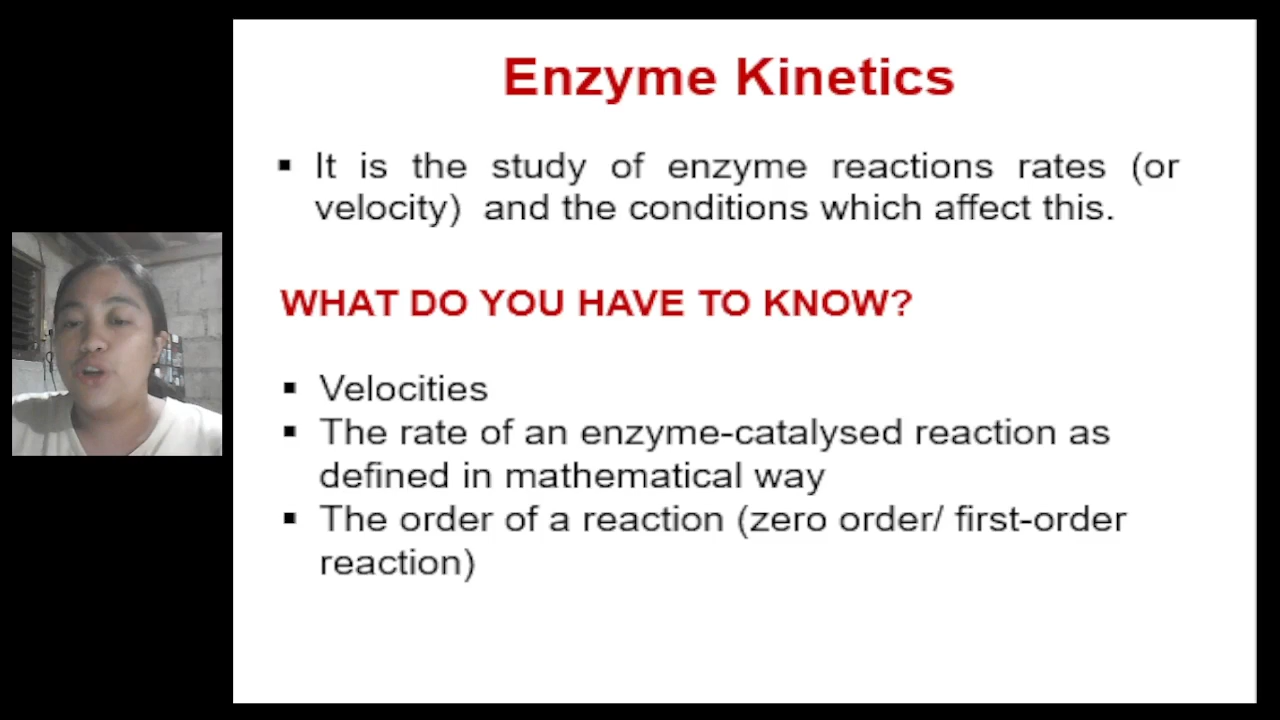 Enzyme Kinetics
▪ It is the study of enzyme reactions rates (or
velocity) and the conditions which affect this.
WHAT DO YOU HAVE TO KNOW?
▪ Velocities
▪ The rate of an enzyme-catalysed reaction as
defined in mathematical way
▪ The order of a reaction (zero order/ first-order
reaction)